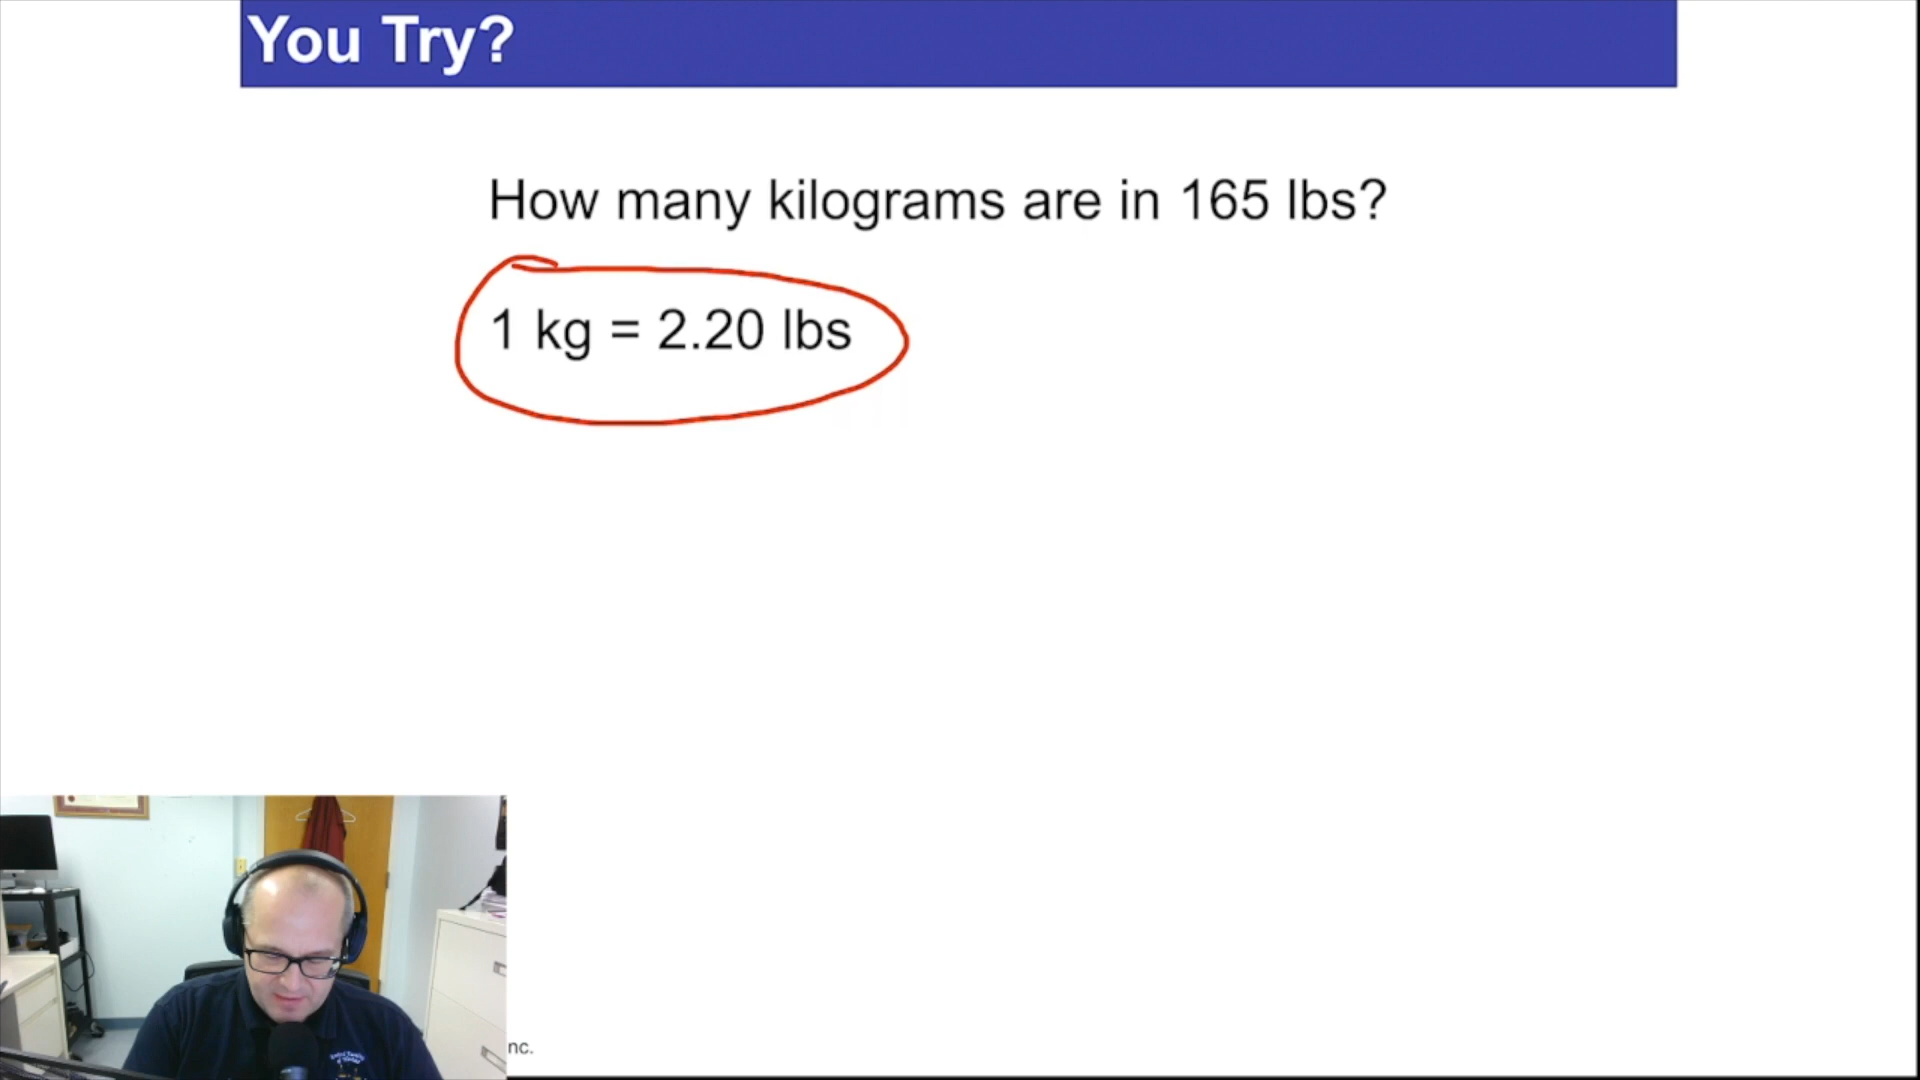 You Try?
How many kilograms are in 165 lbs?
1 kg = 2.20 lbs
nc.